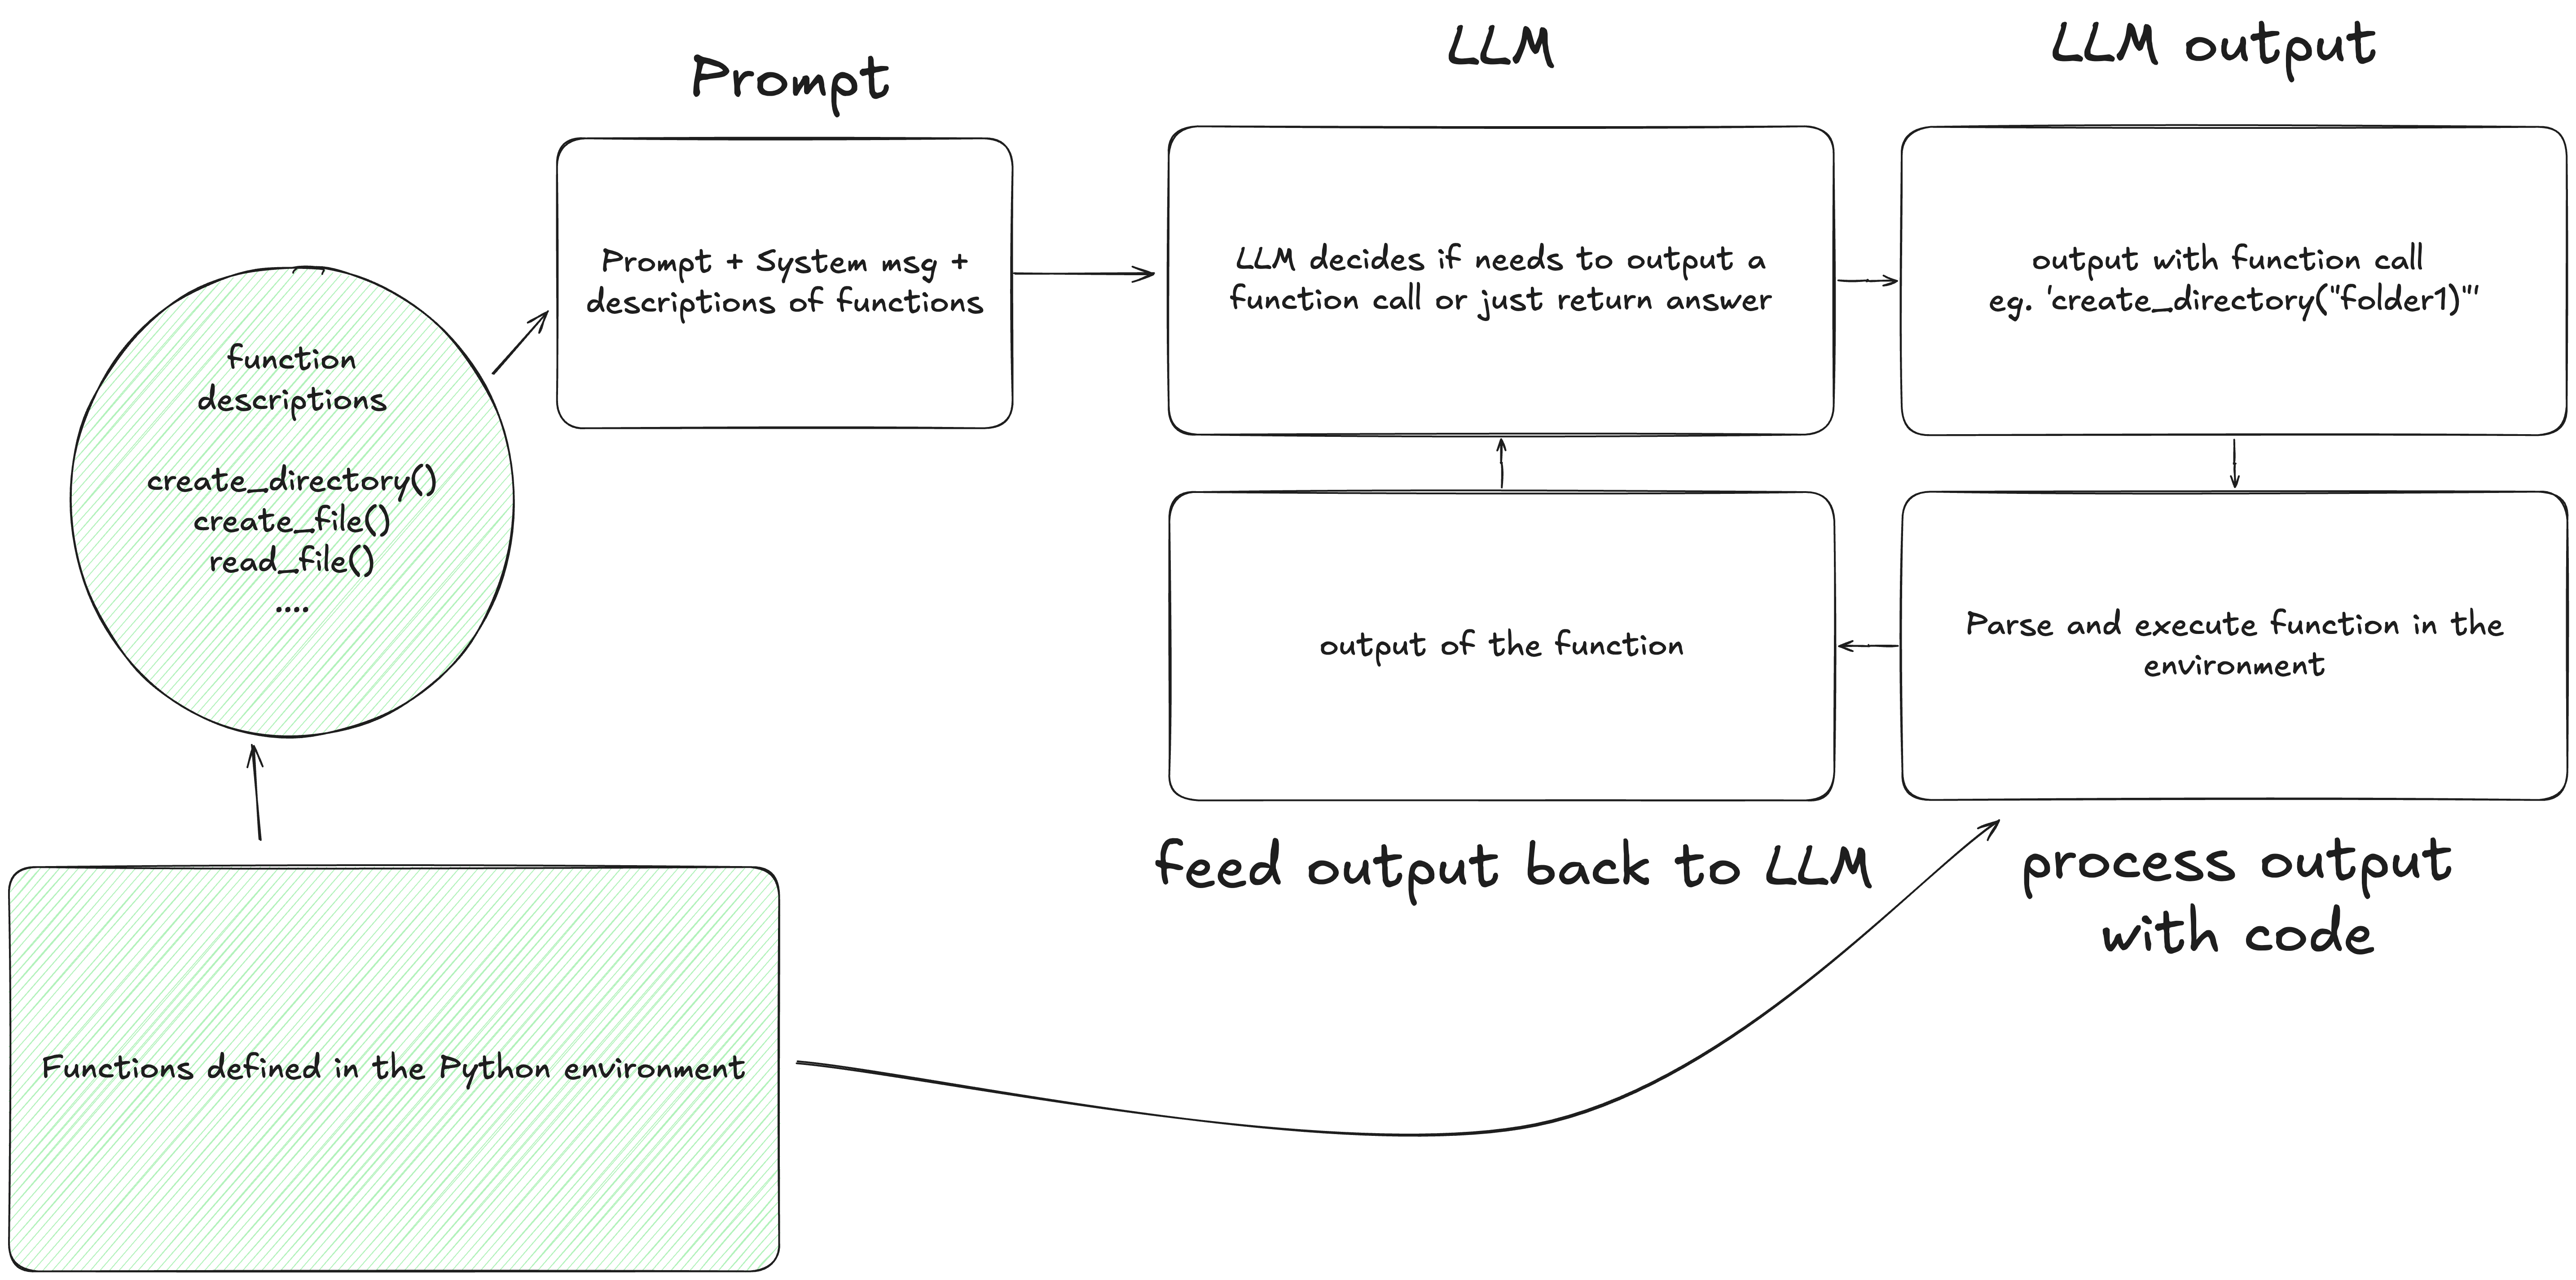 Prompt
LLM
LLM output
Prompt + System msg +
descriptions of functions
LLM decides if needs to output a
function call or just return answer
output with function call
eg. 'create_directory("folder1)"'
function
descriptions
create_directory()
create_file()
read_file()
....
output of the function
Parse and execute function in the
environment
feed output back to LLM
process output
with code
Functions defined in the Python environment